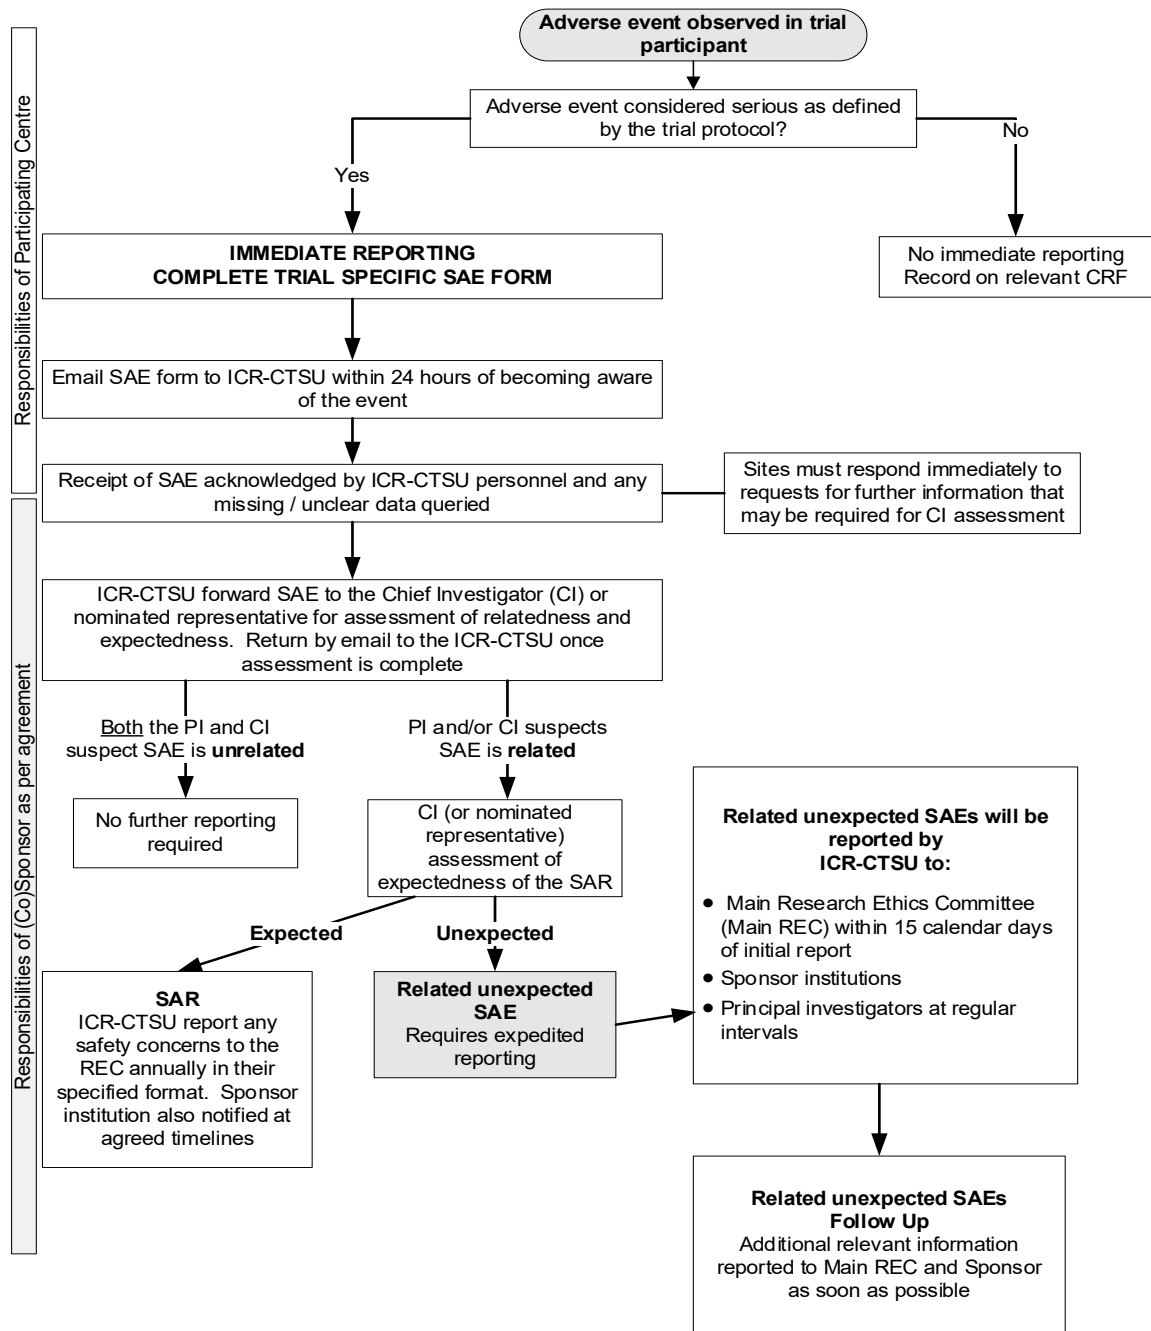 Adverse event observed in trial
participant
Adverse event considered serious as defined
by the trial protocol?
No
Yes
Responsibilities of Participating Centre
IMMEDIATE REPORTING
COMPLETE TRIAL SPECIFIC SAE FORM
No immediate reporting
Record on relevant CRF
Email SAE form to ICR-CTSU within 24 hours of becoming aware
of the event
Receipt of SAE acknowledged by ICR-CTSU personnel and any
missing / unclear data queried
Sites must respond immediately to
requests for further information that
may be required for CI assessment
Responsibilities of (Co)Sponsor as per agreement
ICR-CTSU forward SAE to the Chief Investigator (CI) or
nominated representative for assessment of relatedness and
expectedness.  Return by email to the ICR-CTSU once
assessment is complete
Both the PI and CI
suspect SAE is unrelated
PI and/or CI suspects
SAE is related
No further reporting
required
CI (or nominated
representative)
assessment of
expectedness of the SAR
Expected
Unexpected
SAR
ICR-CTSU report any
safety concerns to the
REC annually in their
specified format.  Sponsor
institution also notified at
agreed timelines
Related unexpected
SAE
Requires expedited
reporting
Related unexpected SAEs will be
reported by
ICR-CTSU to:
• Main Research Ethics Committee
(Main REC) within 15 calendar days
of initial report
• Sponsor institutions
• Principal investigators at regular
intervals
Related unexpected SAEs
Follow Up
Additional relevant information
reported to Main REC and Sponsor
as soon as possible